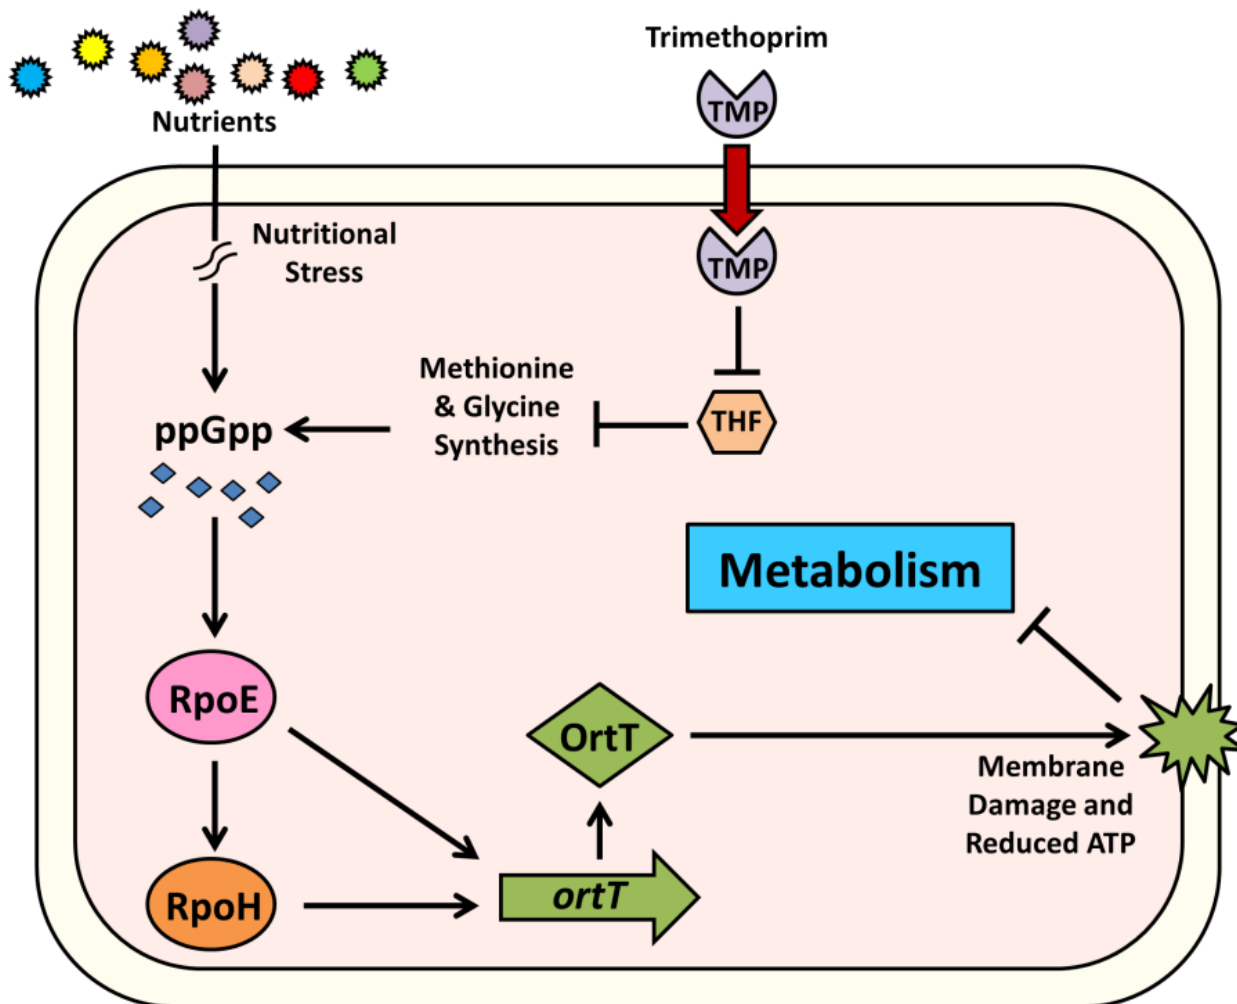 Trimethoprim
TMP
Nutrients
Nutritional
Stress
TMP
Methionine
& Glycine
Synthesis
THF
ppGpp
Metabolism
RpoE
OrtT
Membrane
Damage and
Reduced ATP
RpoH
ortT